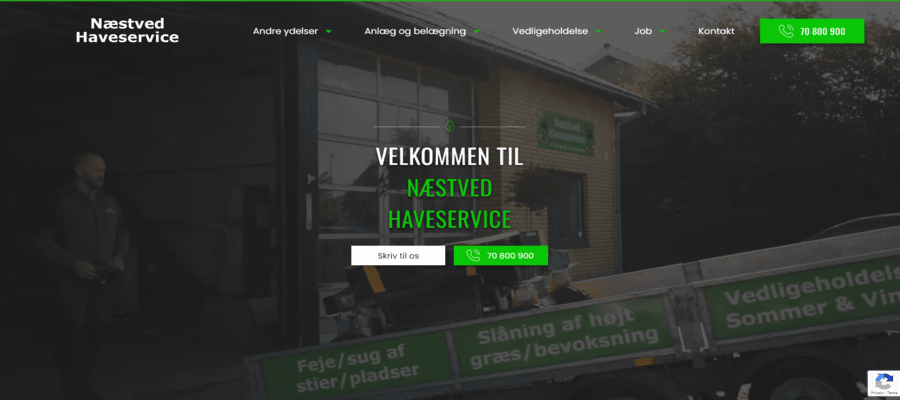 Næstved
Haveservice
Andre ydelser
Anlæg og belægning
Vedligeholdelse
Job
Kontakt
70 800 900
Næstved
Haveservice
VELKOMMEN TIL
NÆSTVED
HAVESERVICE
Skriv til os
70 800 900
Vedligeholdels
Sommer & Vin
Slåning af højt
græs/bevoksning
Feje/sug af
stier/pladser
Privacy - Terms